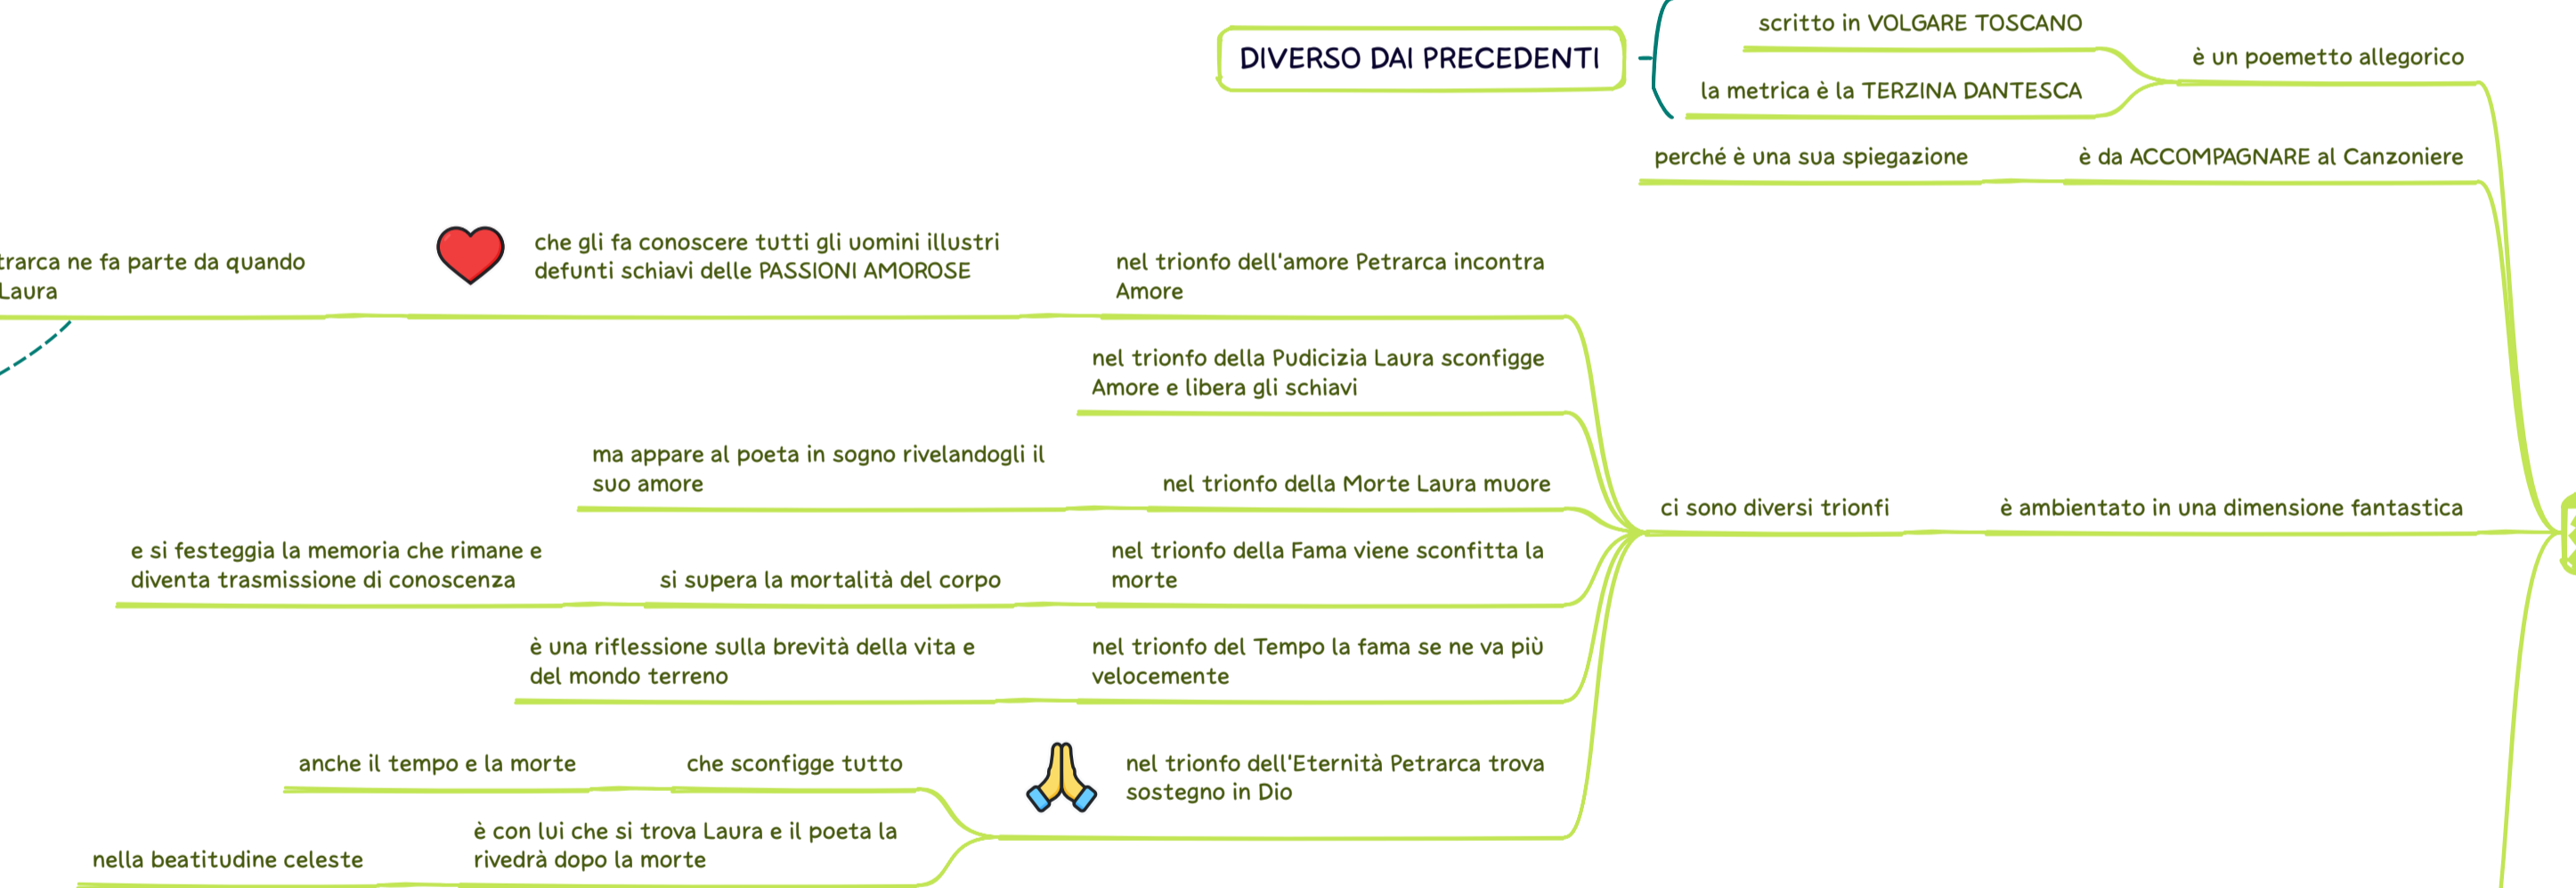 DIVERSO DAI PRECEDENTI
scritto in VOLGARE TOSCANO
la metrica è la TERZINA DANTESCA
è un poemetto allegorico
perché è una sua spiegazione
è da ACCOMPAGNARE al Canzoniere
ne fa parte da quando
Laura
che gli fa conoscere tutti gli uomini illustri
defunti schiavi delle PASSIONI AMOROSE
nel trionfo dell'amore Petrarca incontra
Amore
nel trionfo della Pudicizia Laura sconfigge
Amore e libera gli schiavi
ma appare al poeta in sogno rivelandogli il
suo amore
nel trionfo della Morte Laura muore
ci sono diversi trionfi
è ambientato in una dimensione fantastica
e si festeggia la memoria che rimane e
diventa trasmissione di conoscenza
si supera la mortalità del corpo
nel trionfo della Fama viene sconfitta la
morte
è una riflessione sulla brevità della vita e
del mondo terreno
nel trionfo del Tempo la fama se ne va più
velocemente
anche il tempo e la morte
che sconfigge tutto
nel trionfo dell'Eternità Petrarca trova
sostegno in Dio
è con lui che si trova Laura e il poeta la
rivedrà dopo la morte
nella beatitudine celeste